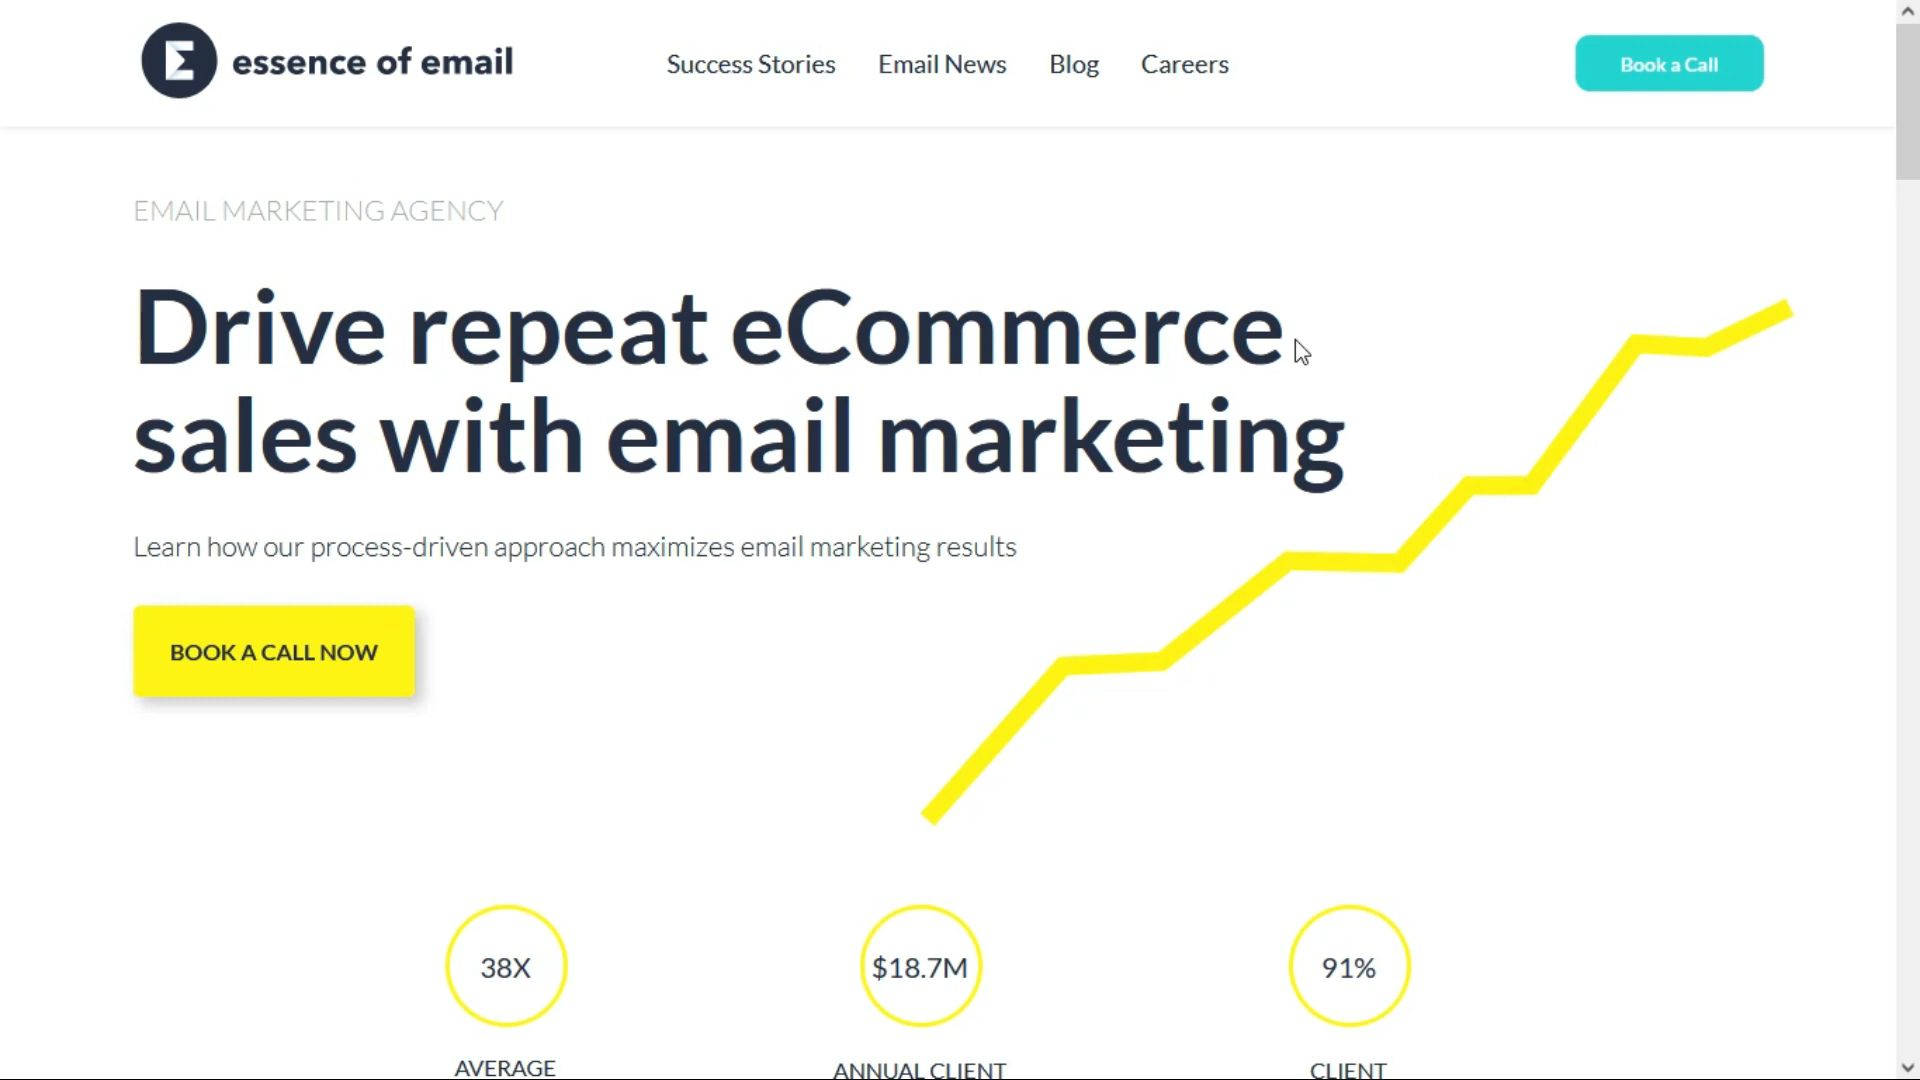 essence of email
Success Stories
Email News
Blog
Careers
Book a Call
EMAIL MARKETING AGENCY
Drive repeat eCommerce
sales with email marketing
Learn how our process-driven approach maximizes email marketing results
BOOK A CALL NOW
38X
$18.7M
91%
AVERAGE
ANNUAL CLIENT
CLIENT